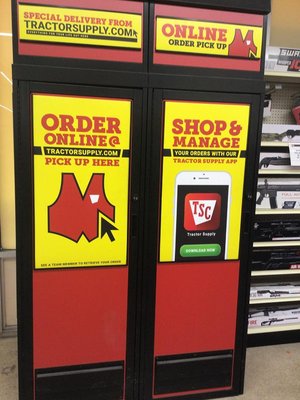 SPECIAL DELIVERY FROM
TRACTORSUPPLY.COM
ONLINE
ORDER PICK UP
ORDER
ONLINE @
TRACTORSUPPLY.COM
PICK UP HERE
SEE A TEAM MEMBER TO RETRIEVE YOUR ORDER
SHOP &
MANAGE
YOUR ORDERS WITH OUR
TRACTOR SUPPLY APP
TSC
Tractor Supply
DOWNLOAD NOW